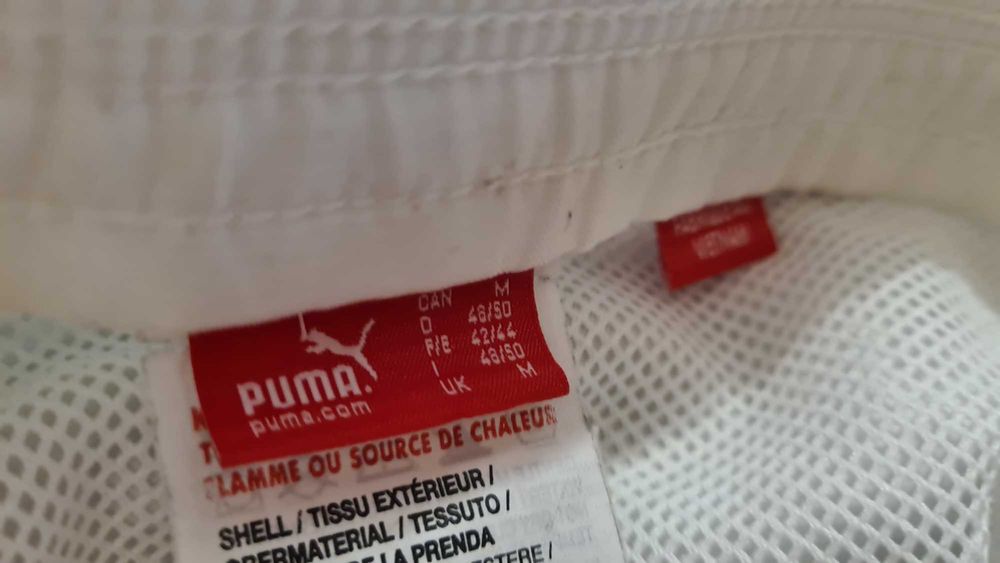 CAN M
D 48/50
F/E 42/44
I 48/50
UK M
PUMA.
puma.com
VIETNAM
FLAMME OU SOURCE DE CHALEUR
SHELL / TISSU EXTÉRIEUR /
OBERMATERIAL / TESSUTO /
DE LA PRENDA